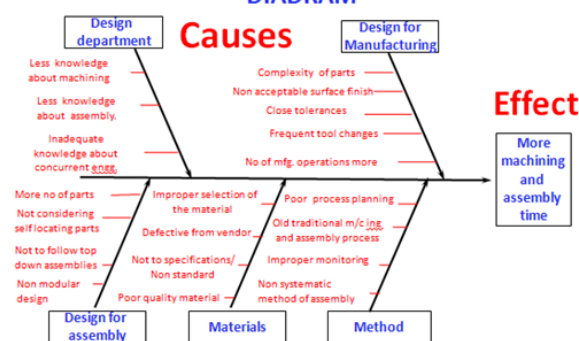 DIAGRAM
Design
department
Causes
Design for
Manufacturing
Less knowledge
about machining
Less knowledge
about assembly.
Inadequate
knowledge about
concurrent engg.
Complexity of parts
Non acceptable surface finish
Close tolerances
Frequent tool changes
No of mfg. operations more
Effect
More
machining
and
assembly
time
More no of parts
Not considering
self locating parts
Not to follow top
down assemblies
Non modular
design
Improper selection of
the material
Defective from vendor
Not to specifications/
Non standard
Poor quality material
Poor process planning
Old traditional m/c ing
and assembly process
Improper monitoring
Non systematic
method of assembly
Design for
assembly
Materials
Method